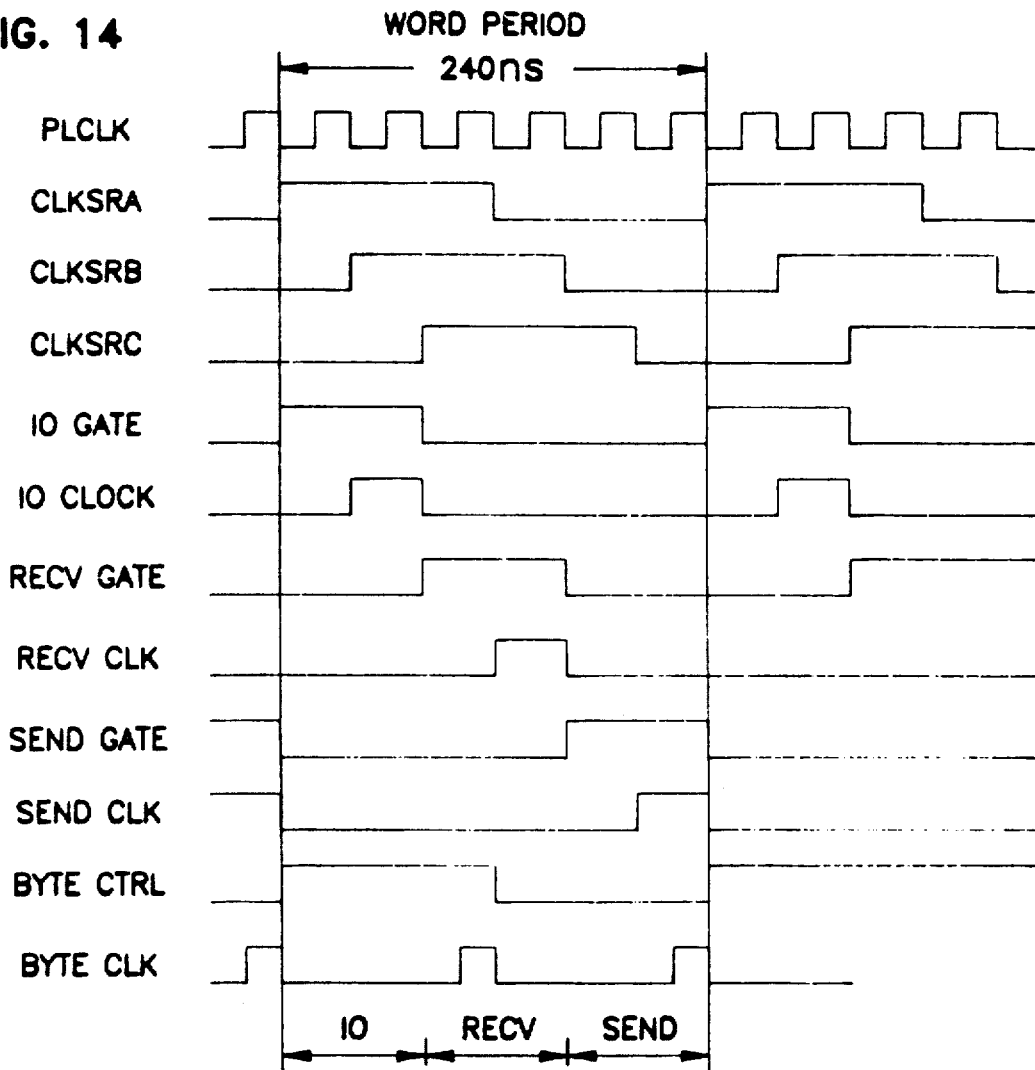 IG. 14
WORD PERIOD
240ns
PLCLK
CLKSRA
CLKSRB
CLKSRC
IO GATE
IO CLOCK
RECV GATE
RECV CLK
SEND GATE
SEND CLK
BYTE CTRL
BYTE CLK
IO RECV SEND